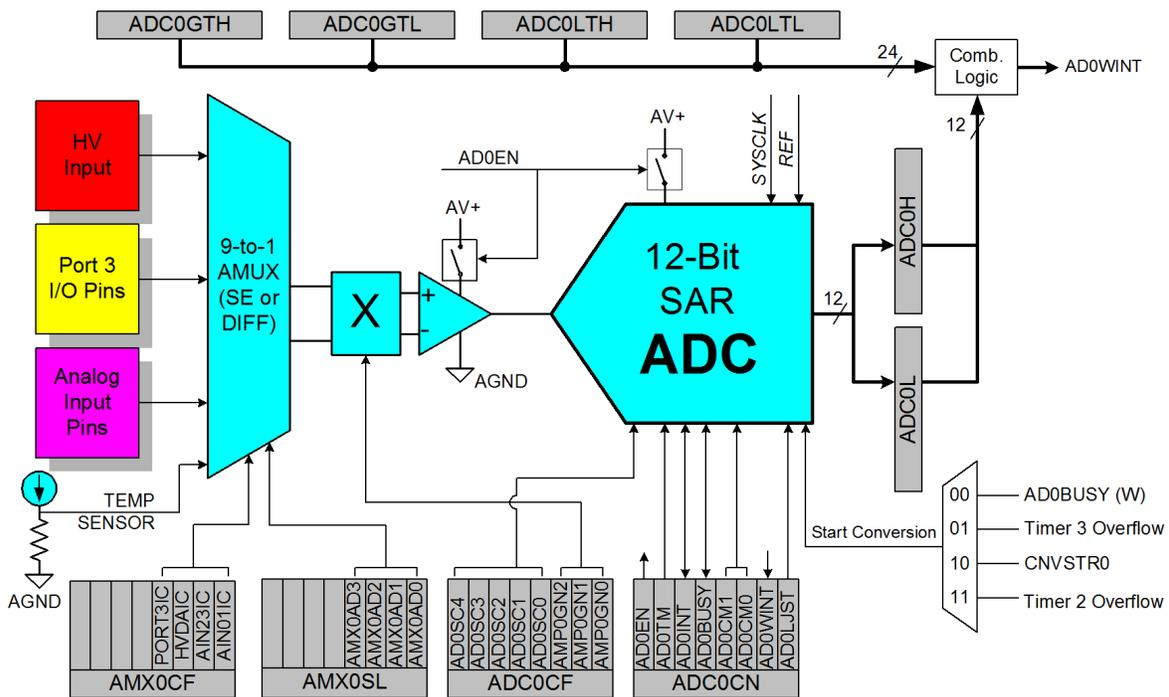 ADC0GTH
ADC0GTL
ADC0LTH
ADC0LTL
24
Comb.
Logic
AD0WINT
12
HV
Input
Port 3
I/O Pins
Analog
Input
Pins
TEMP
SENSOR
AGND
9-to-1
AMUX
(SE or
DIFF)
X
+
-
AV+
AGND
AD0EN
AV+
SYSCLK
REF
12-Bit
SAR
ADC
12
ADC0H
ADC0L
Start Conversion
00
AD0BUSY (W)
01
Timer 3 Overflow
10
CNVSTR0
11
Timer 2 Overflow
PORT3IC
HVDAIC
AIN23IC
AIN01IC
AMX0CF
AMX0AD3
AMX0AD2
AMX0AD1
AMX0AD0
AMX0SL
AD0SC4
AD0SC3
AD0SC2
AD0SC1
AD0SC0
AMP0GN2
AMP0GN1
AMP0GN0
ADC0CF
AD0EN
AD0TM
AD0INT
AD0BUSY
AD0CM1
AD0CM0
AD0WINT
AD0LJST
ADC0CN